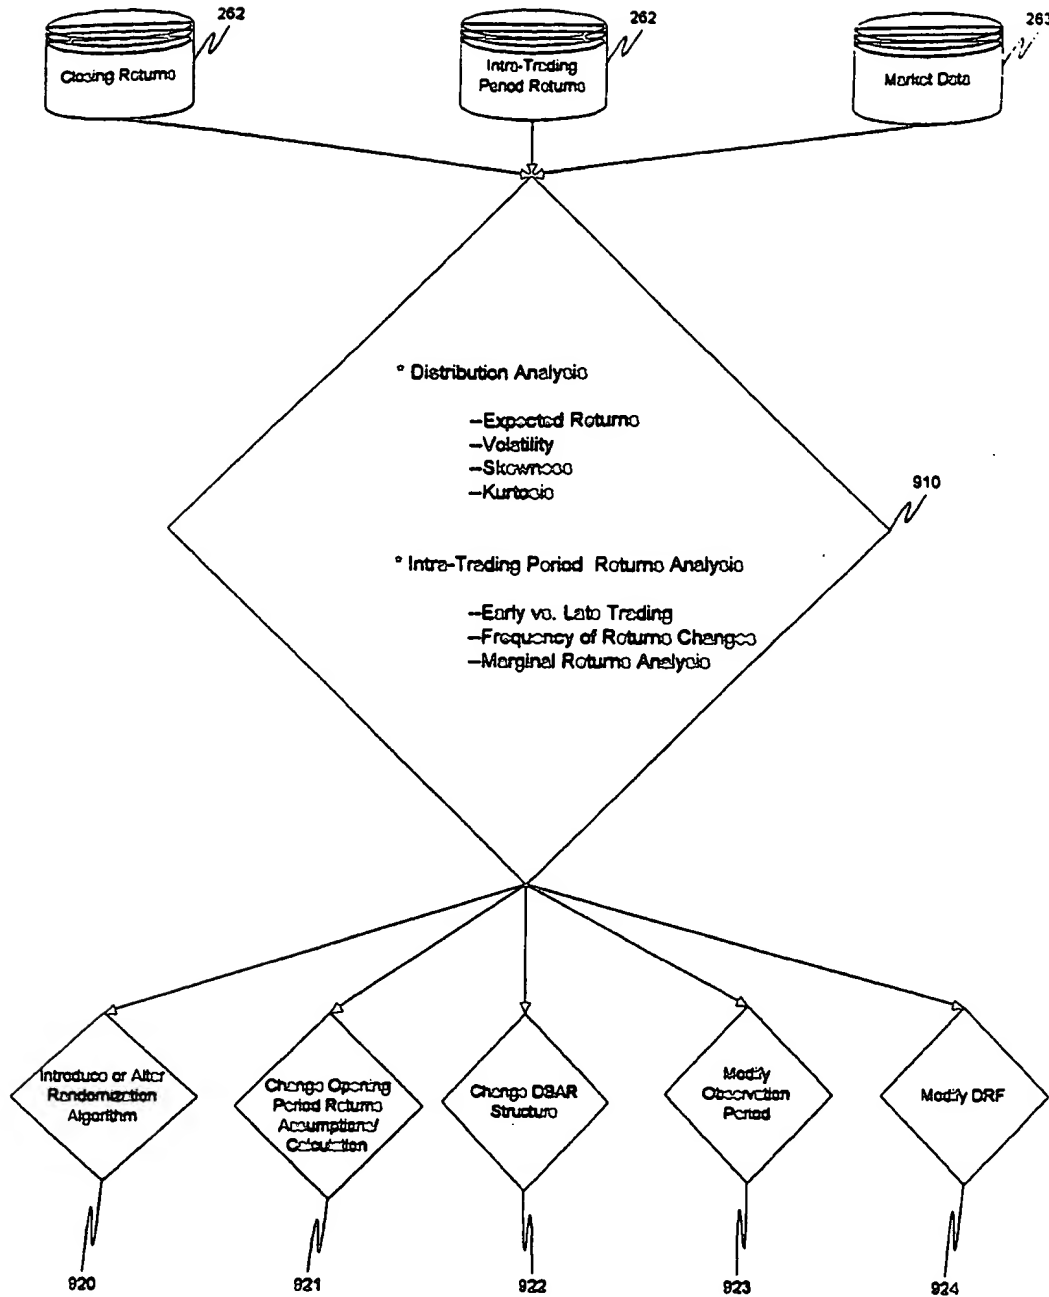 262
262
263
Closing Returns
Intra-Trading
Period Returns
Market Data
* Distribution Analysis
--Expected Returns
--Volatility
--Skewness
--Kurtosis
910
* Intra-Trading Period Returns Analysis
--Early vs. Late Trading
--Frequency of Returns Changes
--Marginal Returns Analysis
Introduce or Alter
Randomization
Algorithm
Change Opening
Period Returns
Assumptions/
Calculation
Change DBAR
Structure
Modify
Observation
Period
Modify DRF
920
921
922
923
924